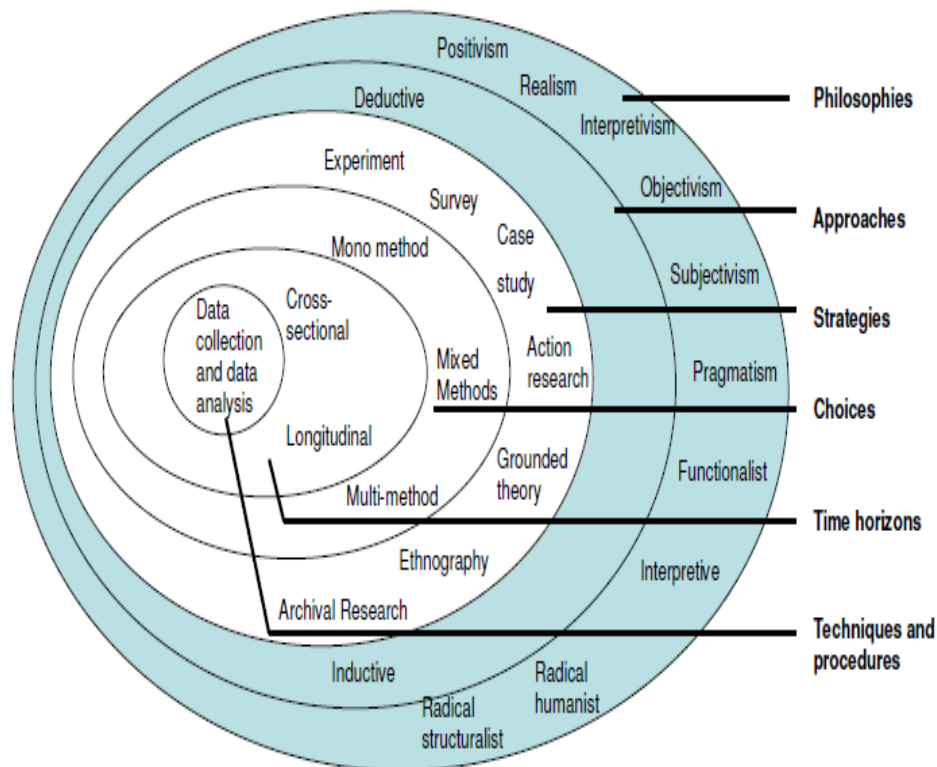 Positivism
Realism
Philosophies
Deductive
Interpretivism
Experiment
Objectivism
Survey
Approaches
Case
study
Mono method
Subjectivism
Data
collection
and data
analysis
Cross-
sectional
Strategies
Mixed
Methods
Action
research
Pragmatism
Choices
Longitudinal
Grounded
theory
Functionalist
Multi-method
Time horizons
Ethnography
Interpretive
Archival Research
Techniques and
procedures
Inductive
Radical
humanist
Radical
structuralist